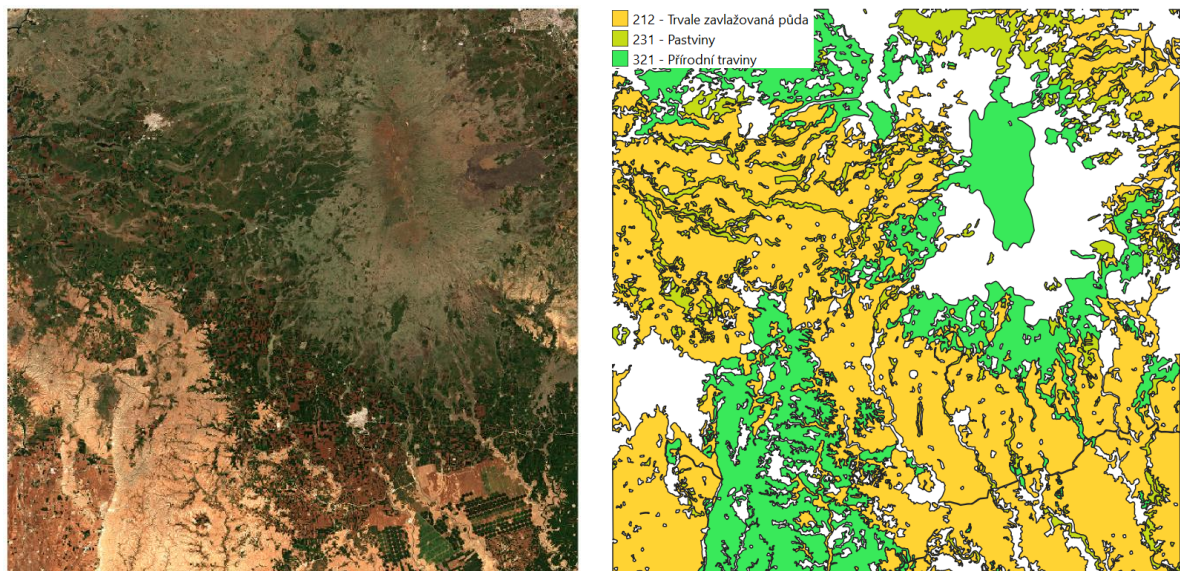 212 - Trvale zavlažovaná půda
231 - Pastviny
321 - Přírodní traviny